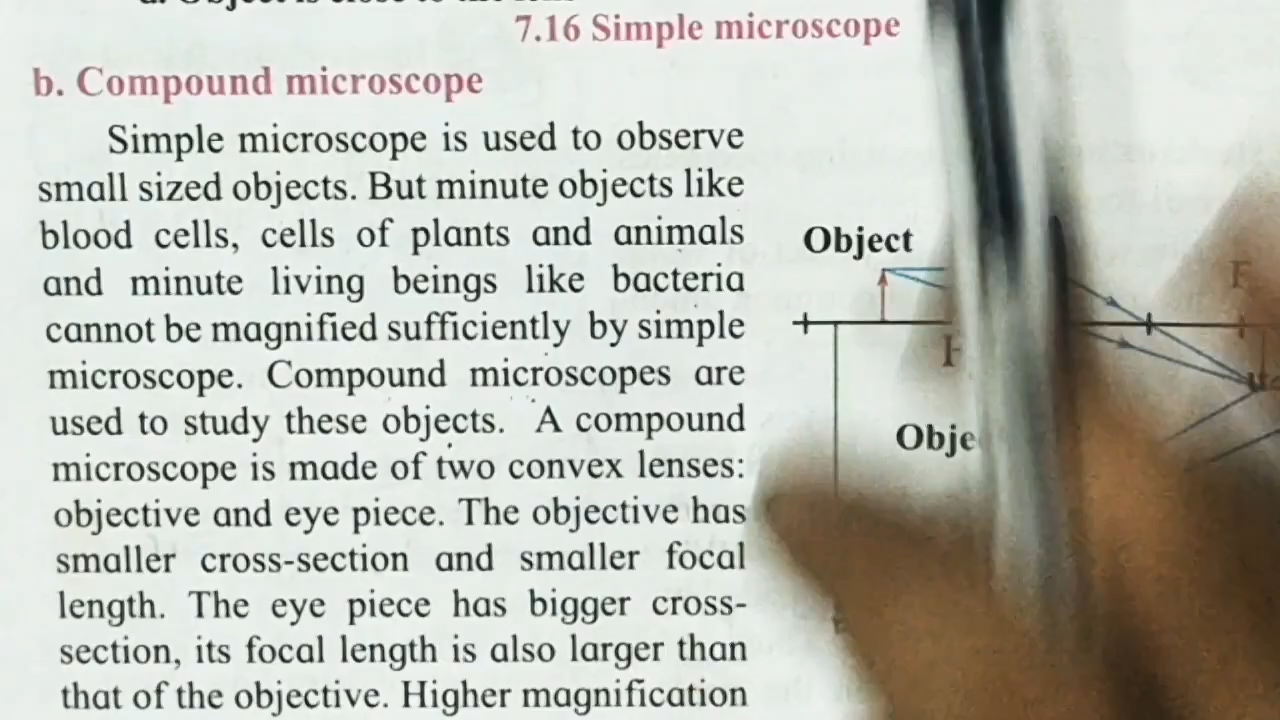 7.16 Simple microscope
b. Compound microscope
Simple microscope is used to observe
small sized objects. But minute objects like
blood cells, cells of plants and animals
and minute living beings like bacteria
cannot be magnified sufficiently by simple
microscope. Compound microscopes are
used to study these objects. A compound
microscope is made of two convex lenses:
objective and eye piece. The objective has
smaller cross-section and smaller focal
length. The eye piece has bigger cross-
section, its focal length is also larger than
that of the objective. Higher magnification
Object
F
Obje